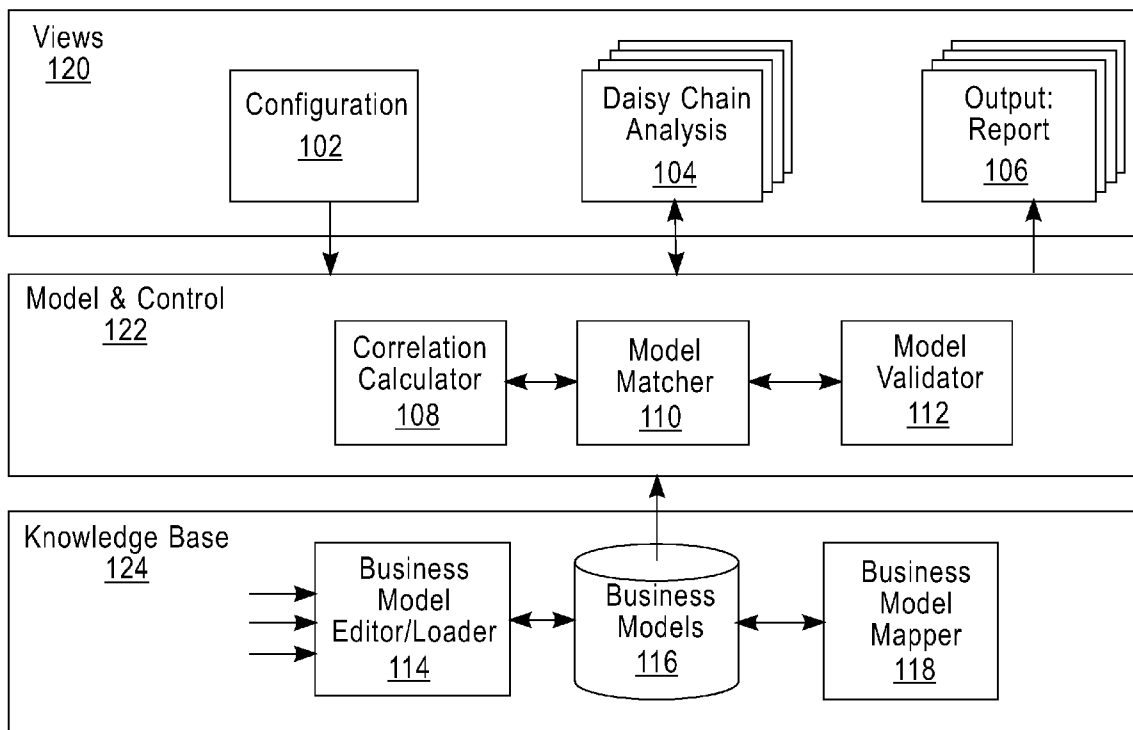 Views
120
Configuration
102
Daisy Chain
Analysis
104
Output:
Report
106
Model & Control
122
Correlation
Calculator
108
Model
Matcher
110
Model
Validator
112
Knowledge Base
124
Business
Model
Editor/Loader
114
Business
Models
116
Business
Model
Mapper
118